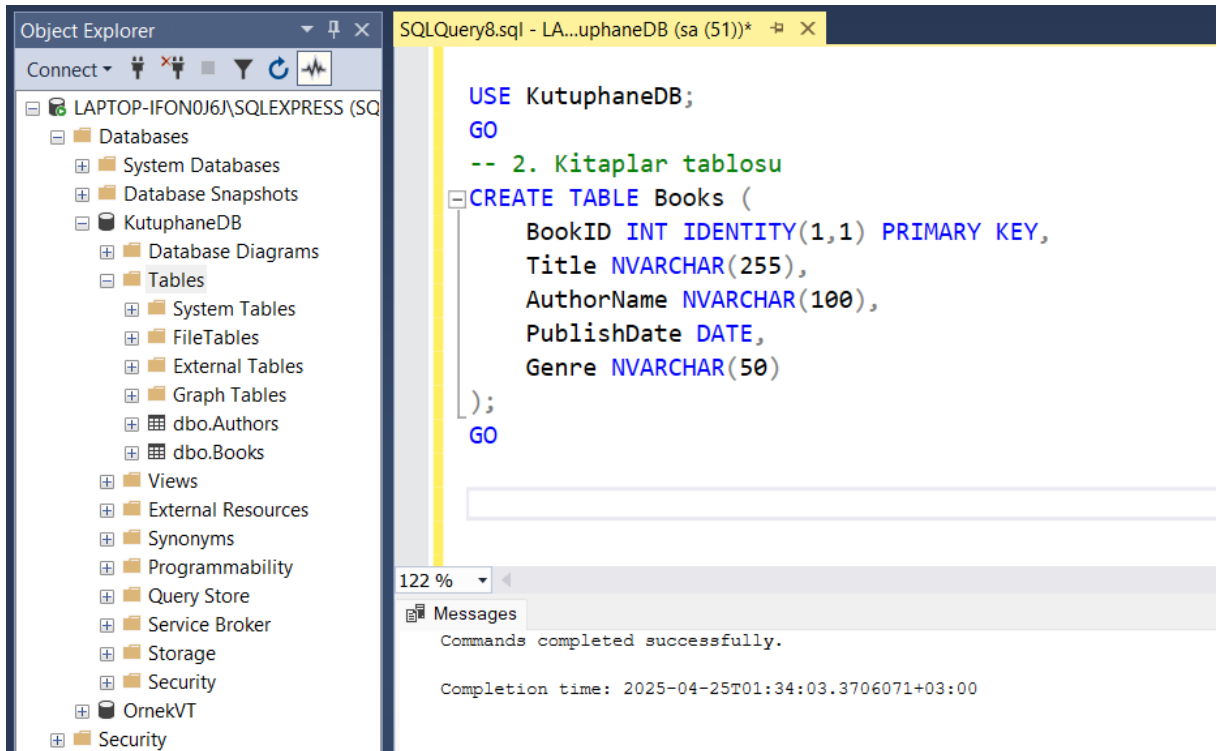 Object Explorer
Connect
LAPTOP-IFON0J6J\SQLEXPRESS (SQ
Databases
System Databases
Database Snapshots
KutuphaneDB
Database Diagrams
Tables
System Tables
FileTables
External Tables
Graph Tables
dbo.Authors
dbo.Books
Views
External Resources
Synonyms
Programmability
Query Store
Service Broker
Storage
Security
OrnekVT
Security
SQLQuery8.sql - LA...uphaneDB (sa (51))*
USE KutuphaneDB;
GO
-- 2. Kitaplar tablosu
CREATE TABLE Books (
    BookID INT IDENTITY(1,1) PRIMARY KEY,
    Title NVARCHAR(255),
    AuthorName NVARCHAR(100),
    PublishDate DATE,
    Genre NVARCHAR(50)
);
GO
122 %
Messages
Commands completed successfully.
Completion time: 2025-04-25T01:34:03.3706071+03:00